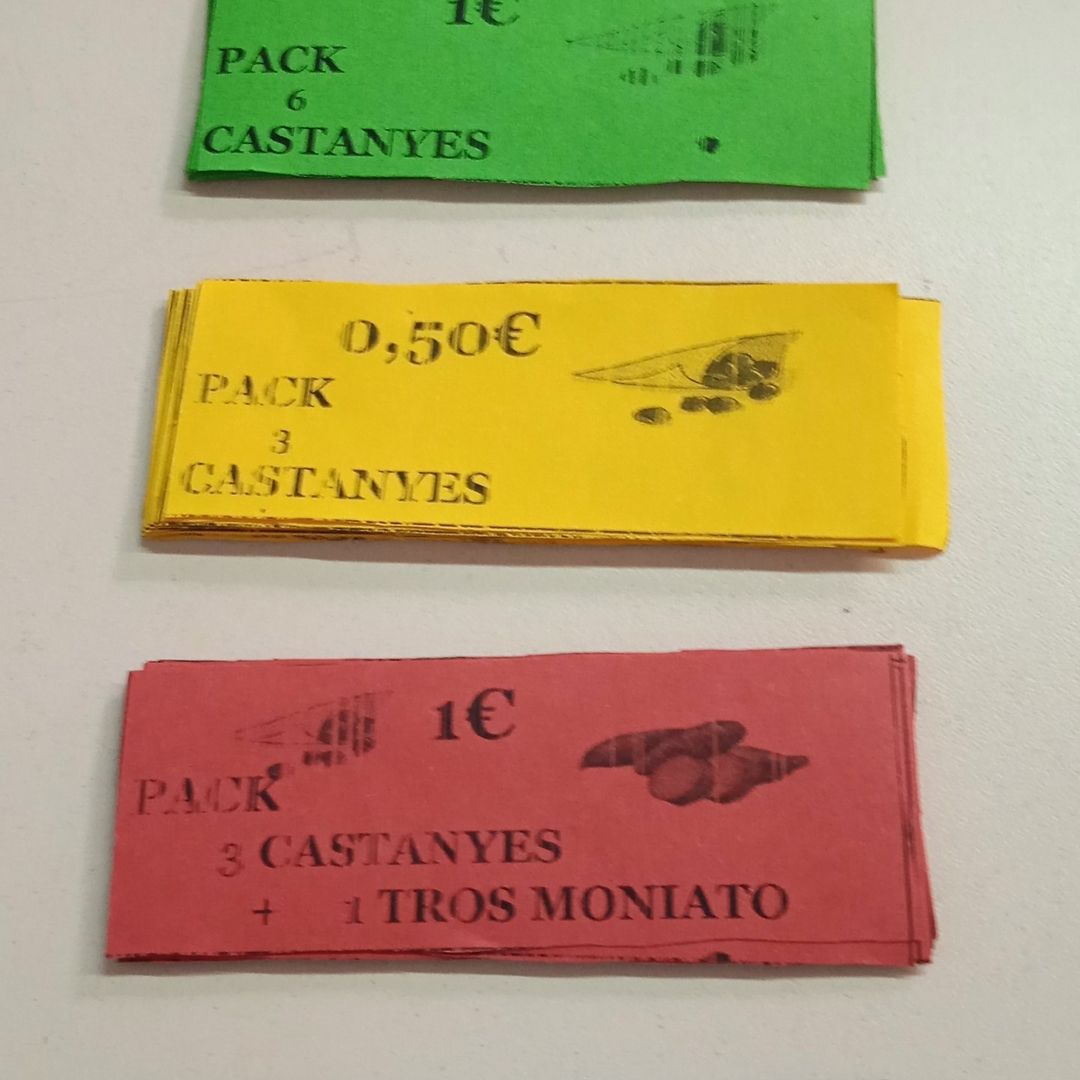 1€
PACK
6
CASTANYES
0,50€
PACK
3
CASTANYES
1€
PACK
3 CASTANYES
+ 1 TROS MONIATO